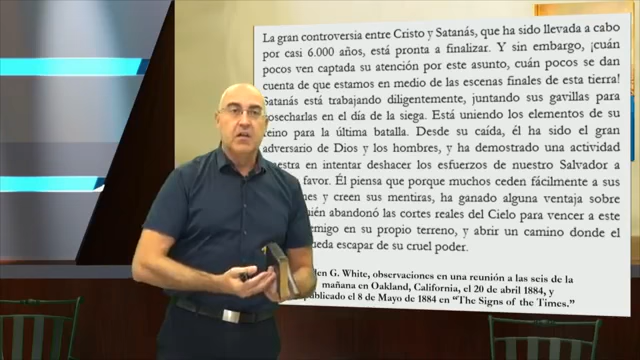 La gran controversia entre Cristo y Satanás, que ha sido llevada a cabo
por casi 6.000 años, está pronta a finalizar. Y sin embargo, ¡cuán
pocos ven captada su atención por este asunto, cuán pocos se dan
cuenta de que estamos en medio de las escenas finales de esta tierra!
Satanás está trabajando diligentemente, juntando sus gavillas para
cosecharlas en el día de la siega. Está uniendo los elementos de su
reino para la última batalla. Desde su caída, él ha sido el gran
adversario de Dios y los hombres, y ha demostrado una actividad
en intentar deshacer los esfuerzos de nuestro Salvador a
favor. Él piensa que porque muchos ceden fácilmente a sus
y creen sus mentiras, ha ganado alguna ventaja sobre
abandonó las cortes reales del Cielo para vencer a este
en su propio terreno, y abrir un camino donde el
escapar de su cruel poder.
G. White, observaciones en una reunión a las seis de la
mañana en Oakland, California, el 20 de abril 1884, y
publicado el 8 de Mayo de 1884 en “The Signs of the Times.”